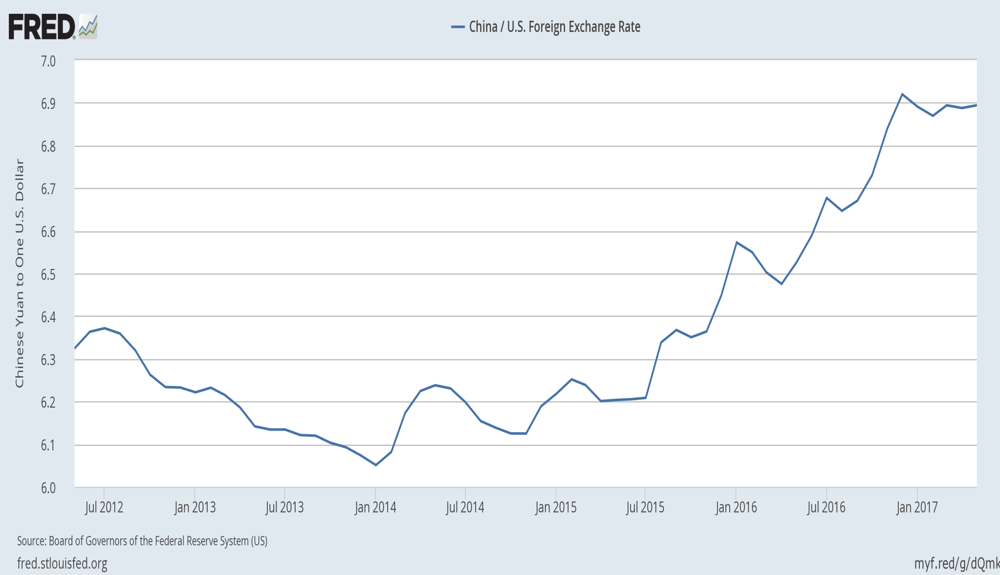 FRED®
China / U.S. Foreign Exchange Rate
Chinese Yuan to One U.S. Dollar
7.0
6.9
6.8
6.7
6.6
6.5
6.4
6.3
6.2
6.1
6.0
Jul 2012 Jan 2013 Jul 2013 Jan 2014 Jul 2014 Jan 2015 Jul 2015 Jan 2016 Jul 2016 Jan 2017
Source: Board of Governors of the Federal Reserve System (US)
fred.stlouisfed.org myf.red/g/dQmk